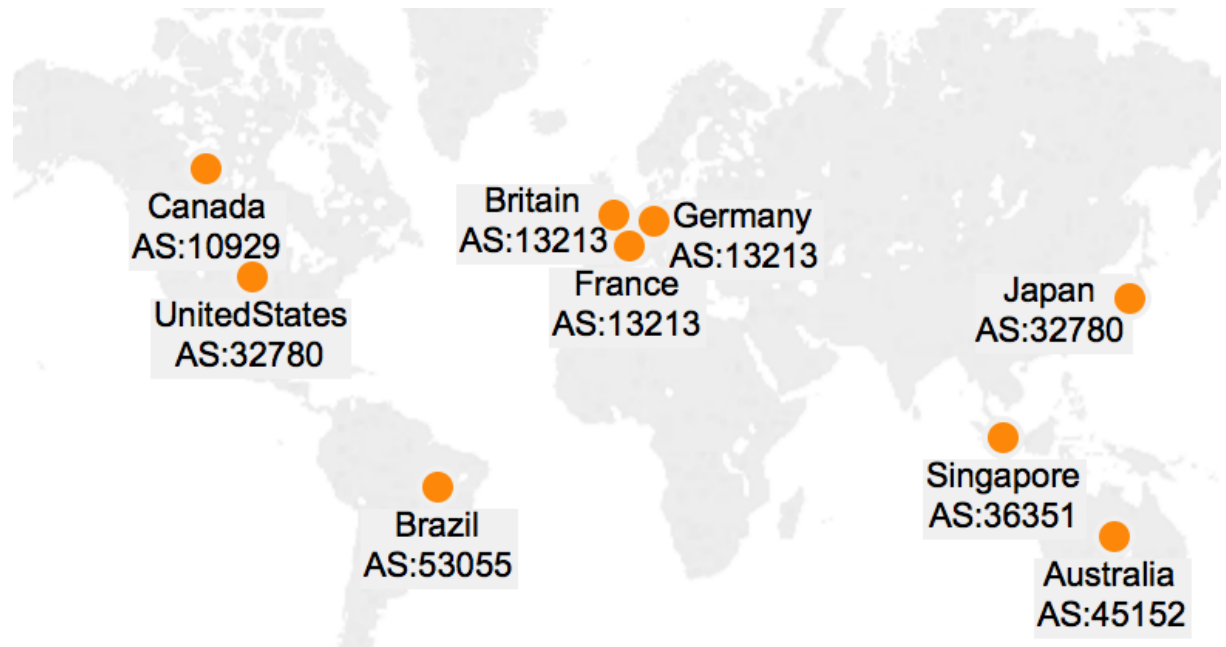 Canada
AS:10929
UnitedStates
AS:32780
Britain
AS:13213
Germany
AS:13213
France
AS:13213
Japan
AS:32780
Singapore
AS:36351
Brazil
AS:53055
Australia
AS:45152